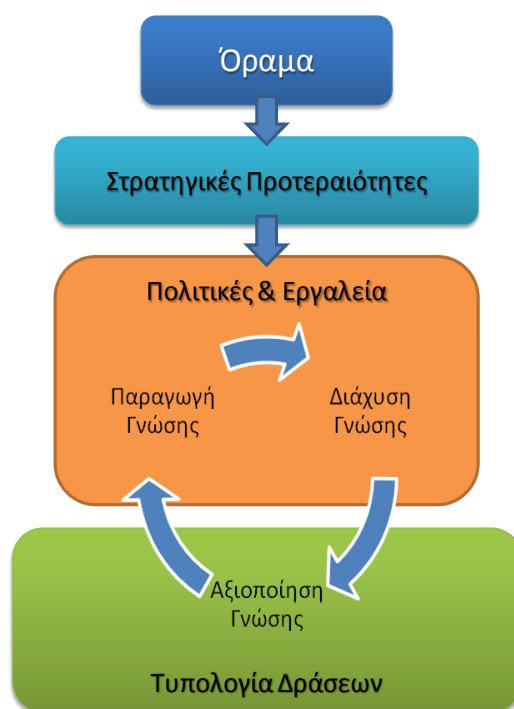 Όραμα
Στρατηγικές Προτεραιότητες
Πολιτικές & Εργαλεία
Παραγωγή
Γνώσης
Διάχυση
Γνώσης
Αξιοποίηση
Γνώσης
Τυπολογία Δράσεων